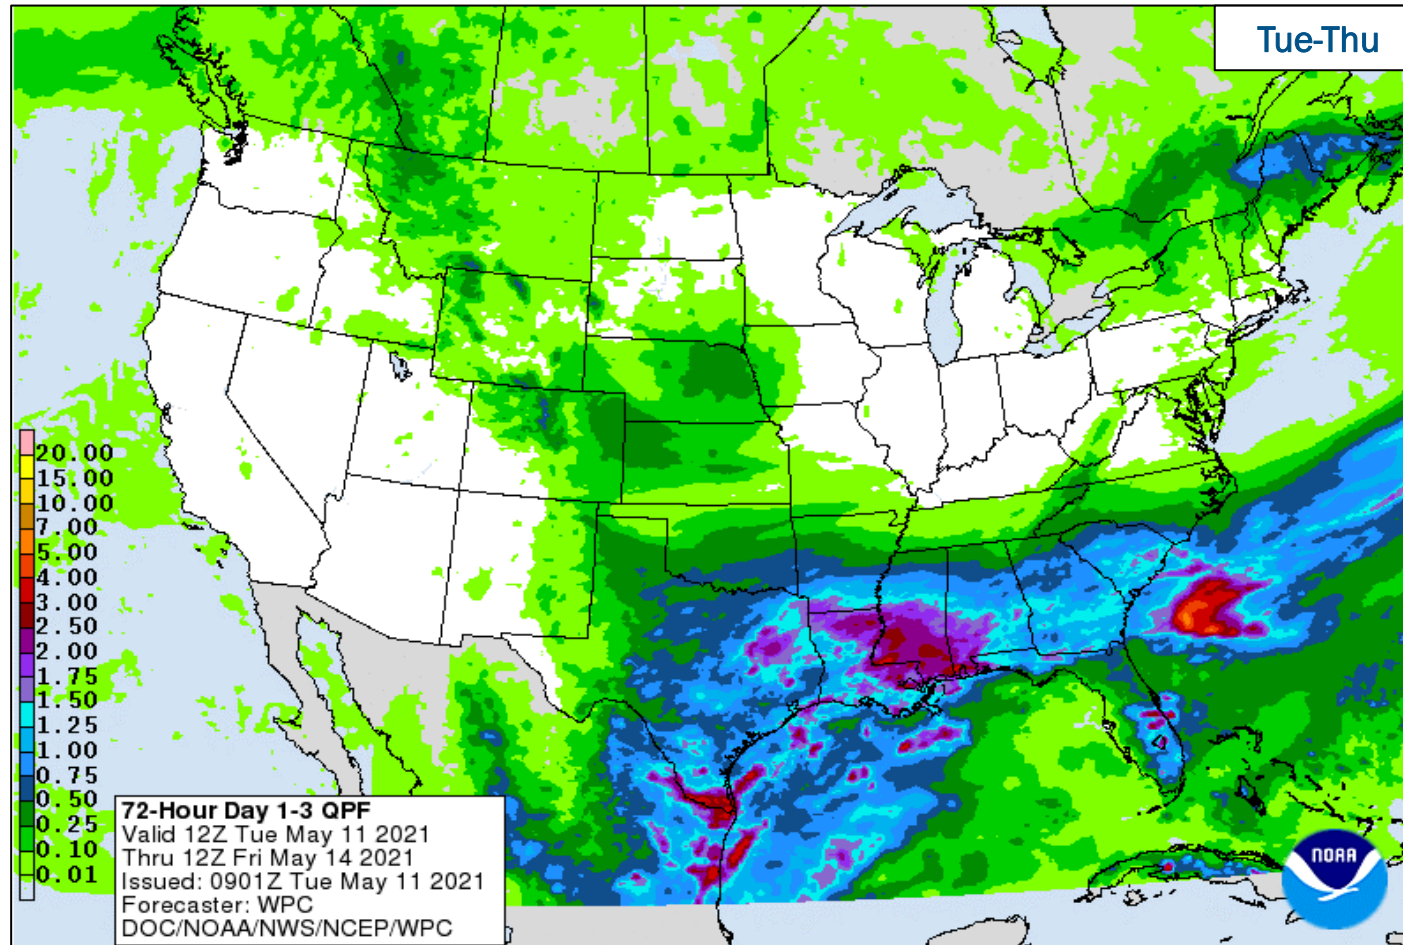 Tue-Thu
20.00
15.00
10.00
7.00
5.00
4.00
3.00
2.50
2.00
1.75
1.50
1.25
1.00
0.75
0.50
0.25
0.10
0.01
72-Hour Day 1-3 QPF
Valid 12Z Tue May 11 2021
Thru 12Z Fri May 14 2021
Issued: 0901Z Tue May 11 2021
Forecaster: WPC
DOC/NOAA/NWS/NCEP/WPC
NOAA